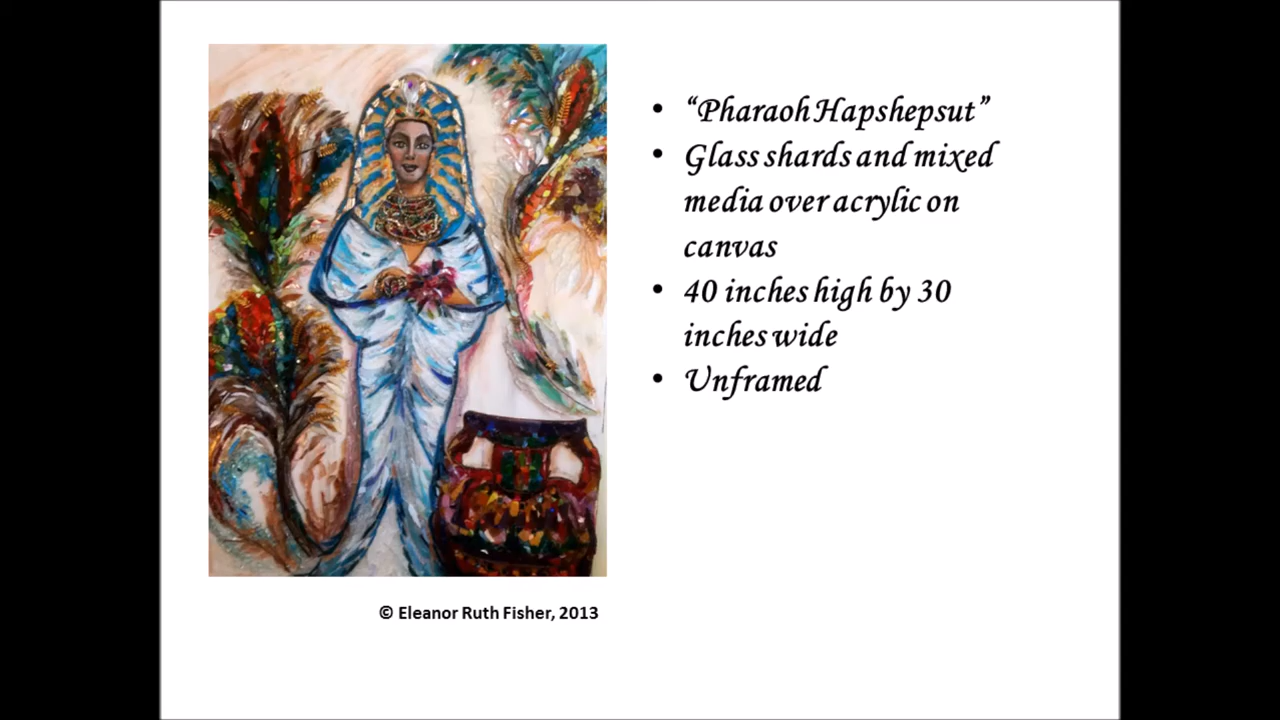 • “Pharaoh Hapshepsut”
• Glass shards and mixed
media over acrylic on
canvas
• 40 inches high by 30
inches wide
• Unframed
© Eleanor Ruth Fisher, 2013